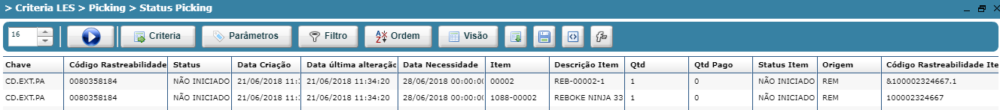 > Criteria LES > Picking > Status Picking
16 Criteria Parâmetros Filtro Ordem Visão
Chave Código Rastreabilidade Status Data Criação Data última alteração Data Necessidade Item Descrição Item Qtd Qtd Pago Status Item Origem Código Rastreabilidade Ite
CD.EXT.PA 0080358184 NÃO INICIADO 21/06/2018 11: 21/06/2018 11:34:20 28/06/2018 00:00:00 00002 REB-00002-1 1 0 NÃO INICIADO REM &100002324667.1
CD.EXT.PA 0080358184 NÃO INICIADO 21/06/2018 11: 21/06/2018 11:34:20 28/06/2018 00:00:00 1088-00002 REBOKE NINJA 33 1 0 NÃO INICIADO REM 100002324667